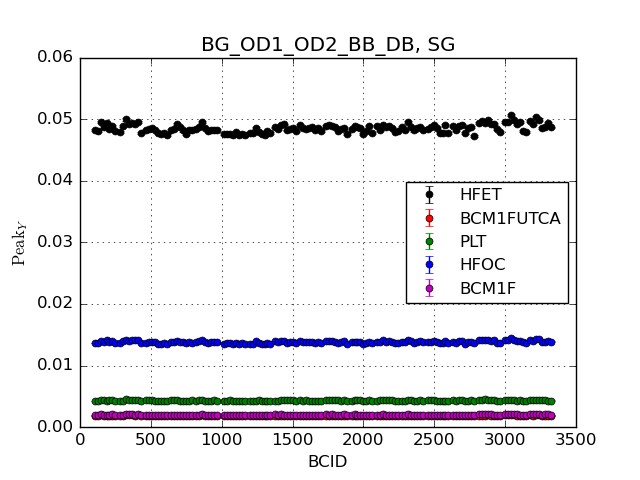 BG_OD1_OD2_BB_DB, SG
0.06
0.05
0.04
0.03
0.02
0.01
0.00
Peak_Y
HFET
BCM1FUTCA
PLT
HFOC
BCM1F
0 500 1000 1500 2000 2500 3000 3500
BCID